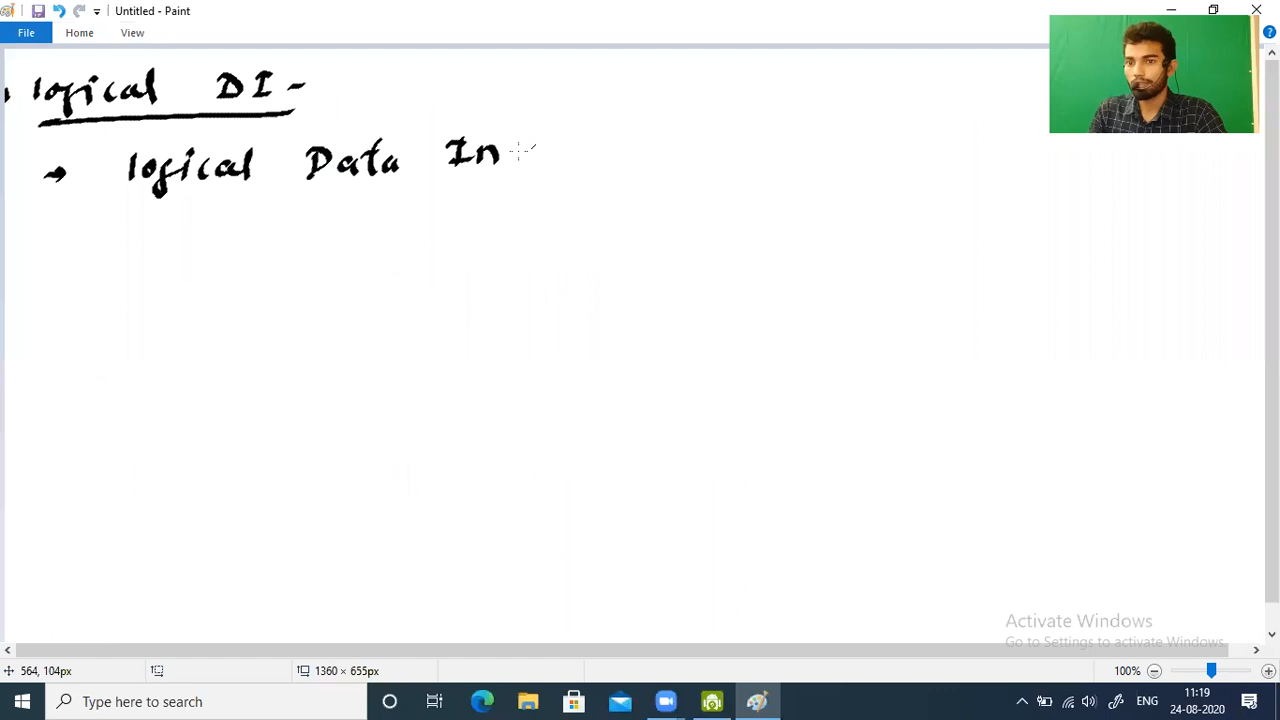 Untitled - Paint
File Home View
logical DI -
→ logical Data In
Activate Windows
Go to Settings to activate Windows.
564, 104px 1360 × 655px 100%
Type here to search ENG 11:19
24-08-2020